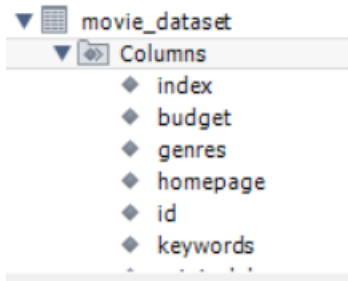 movie_dataset
Columns
index
budget
genres
homepage
id
keywords